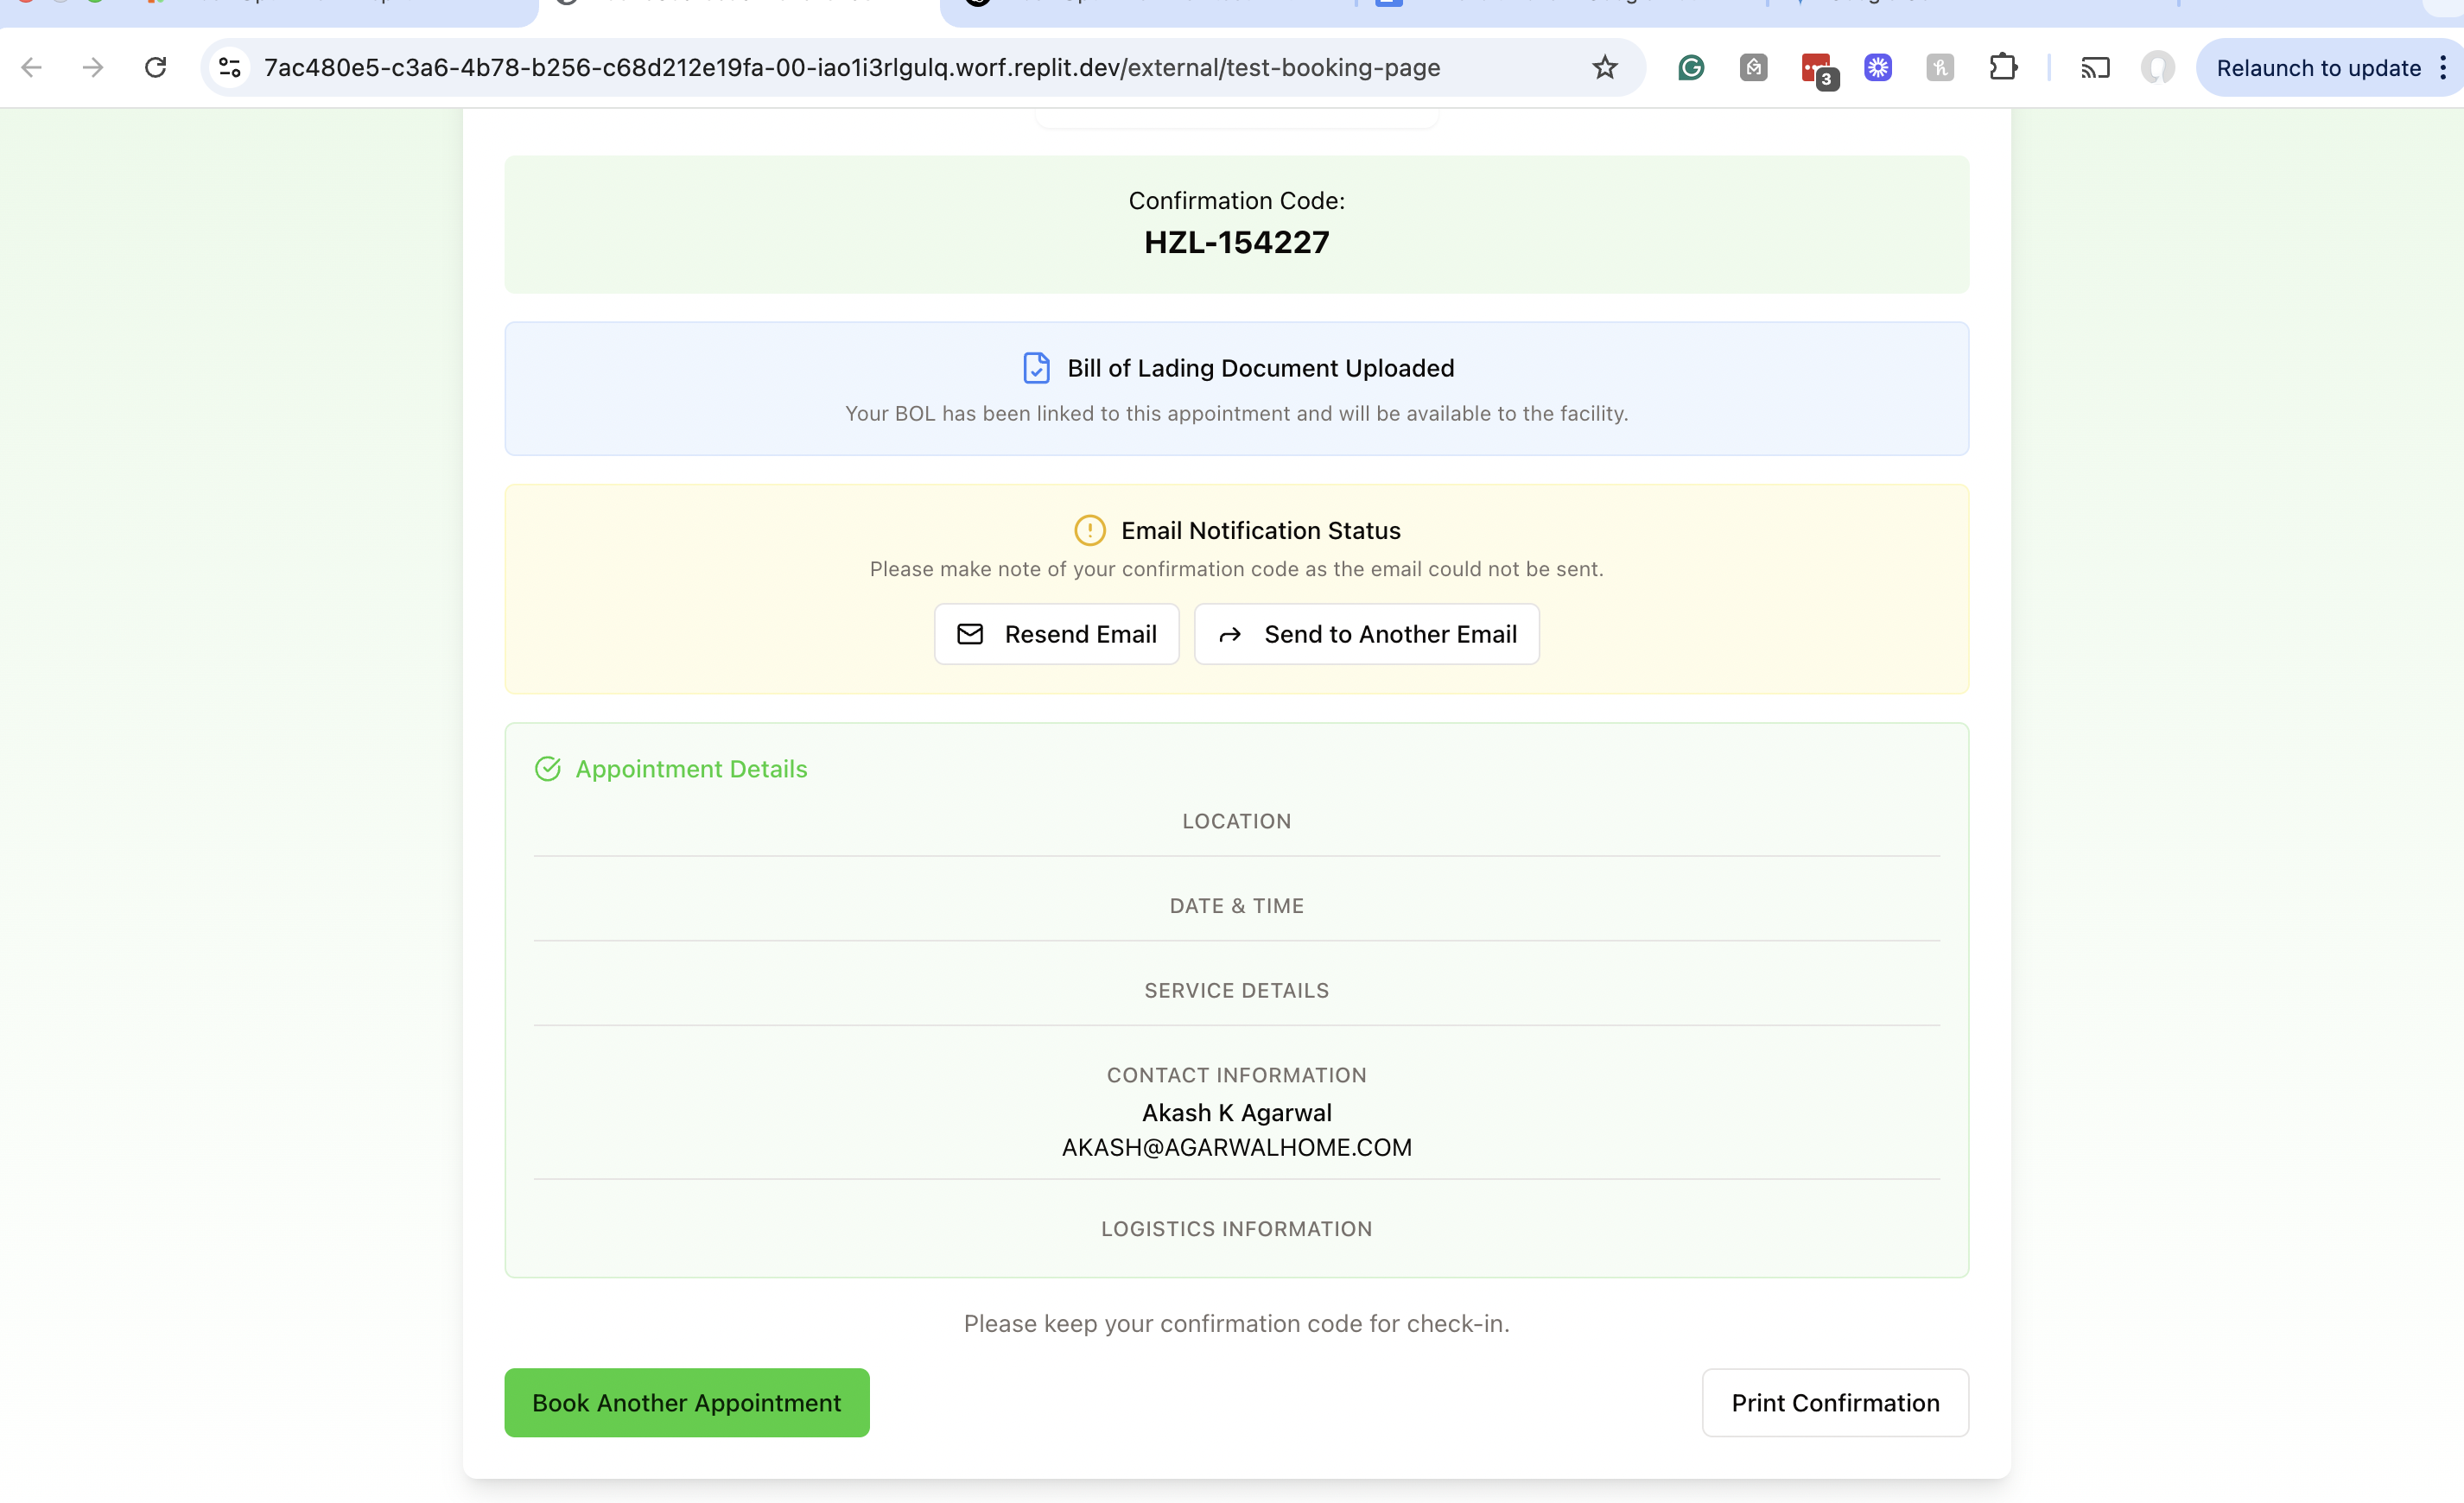 7ac480e5-c3a6-4b78-b256-c68d212e19fa-00-iao1i3rlgulq.worf.replit.dev/external/test-booking-page
3
Relaunch to update
Confirmation Code:
HZL-154227
Bill of Lading Document Uploaded
Your BOL has been linked to this appointment and will be available to the facility.
Email Notification Status
Please make note of your confirmation code as the email could not be sent.
Resend Email
Send to Another Email
Appointment Details
LOCATION
DATE & TIME
SERVICE DETAILS
CONTACT INFORMATION
Akash K Agarwal
AKASH@AGARWALHOME.COM
LOGISTICS INFORMATION
Please keep your confirmation code for check-in.
Book Another Appointment
Print Confirmation